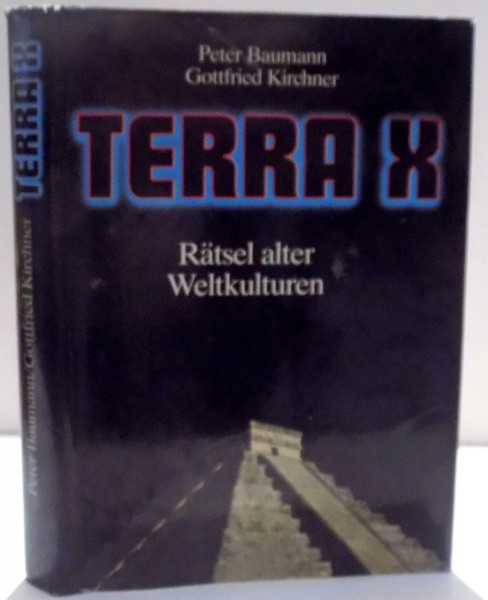 Peter Baumann
Gottfried Kirchner
TERRA X
Rätsel alter
Weltkulturen
Peter Baumann/Gottfried Kirchner TERRA X